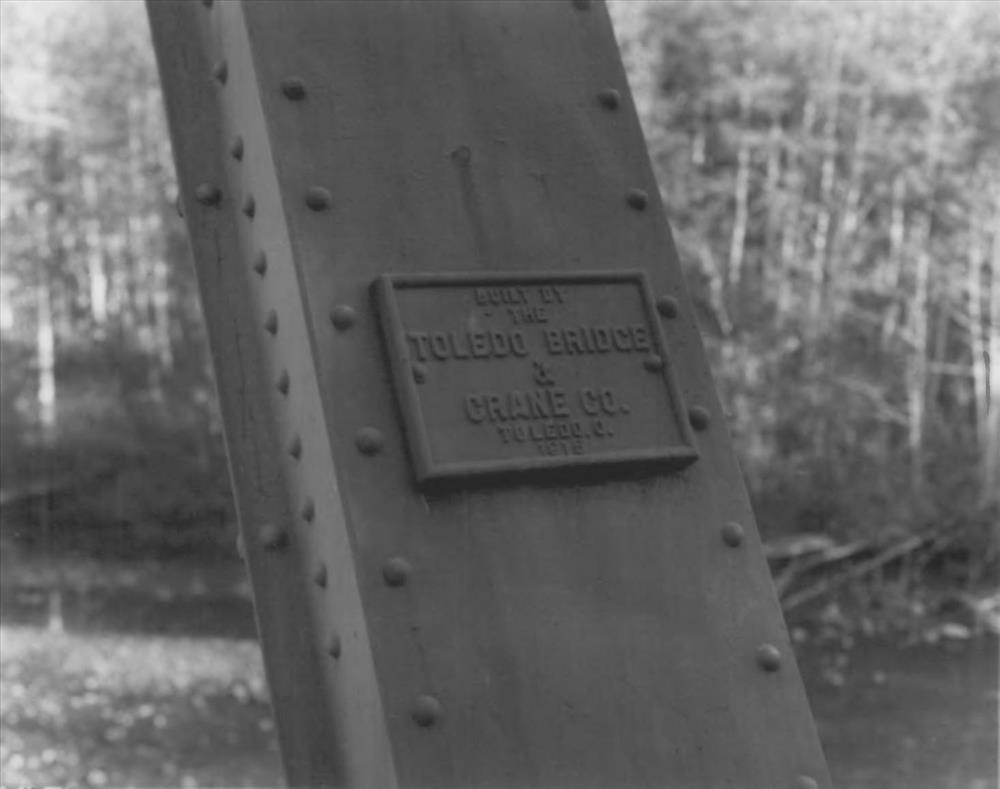 BUILT BY
THE
TOLEDO BRIDGE
&
CRANE CO.
TOLEDO. O.